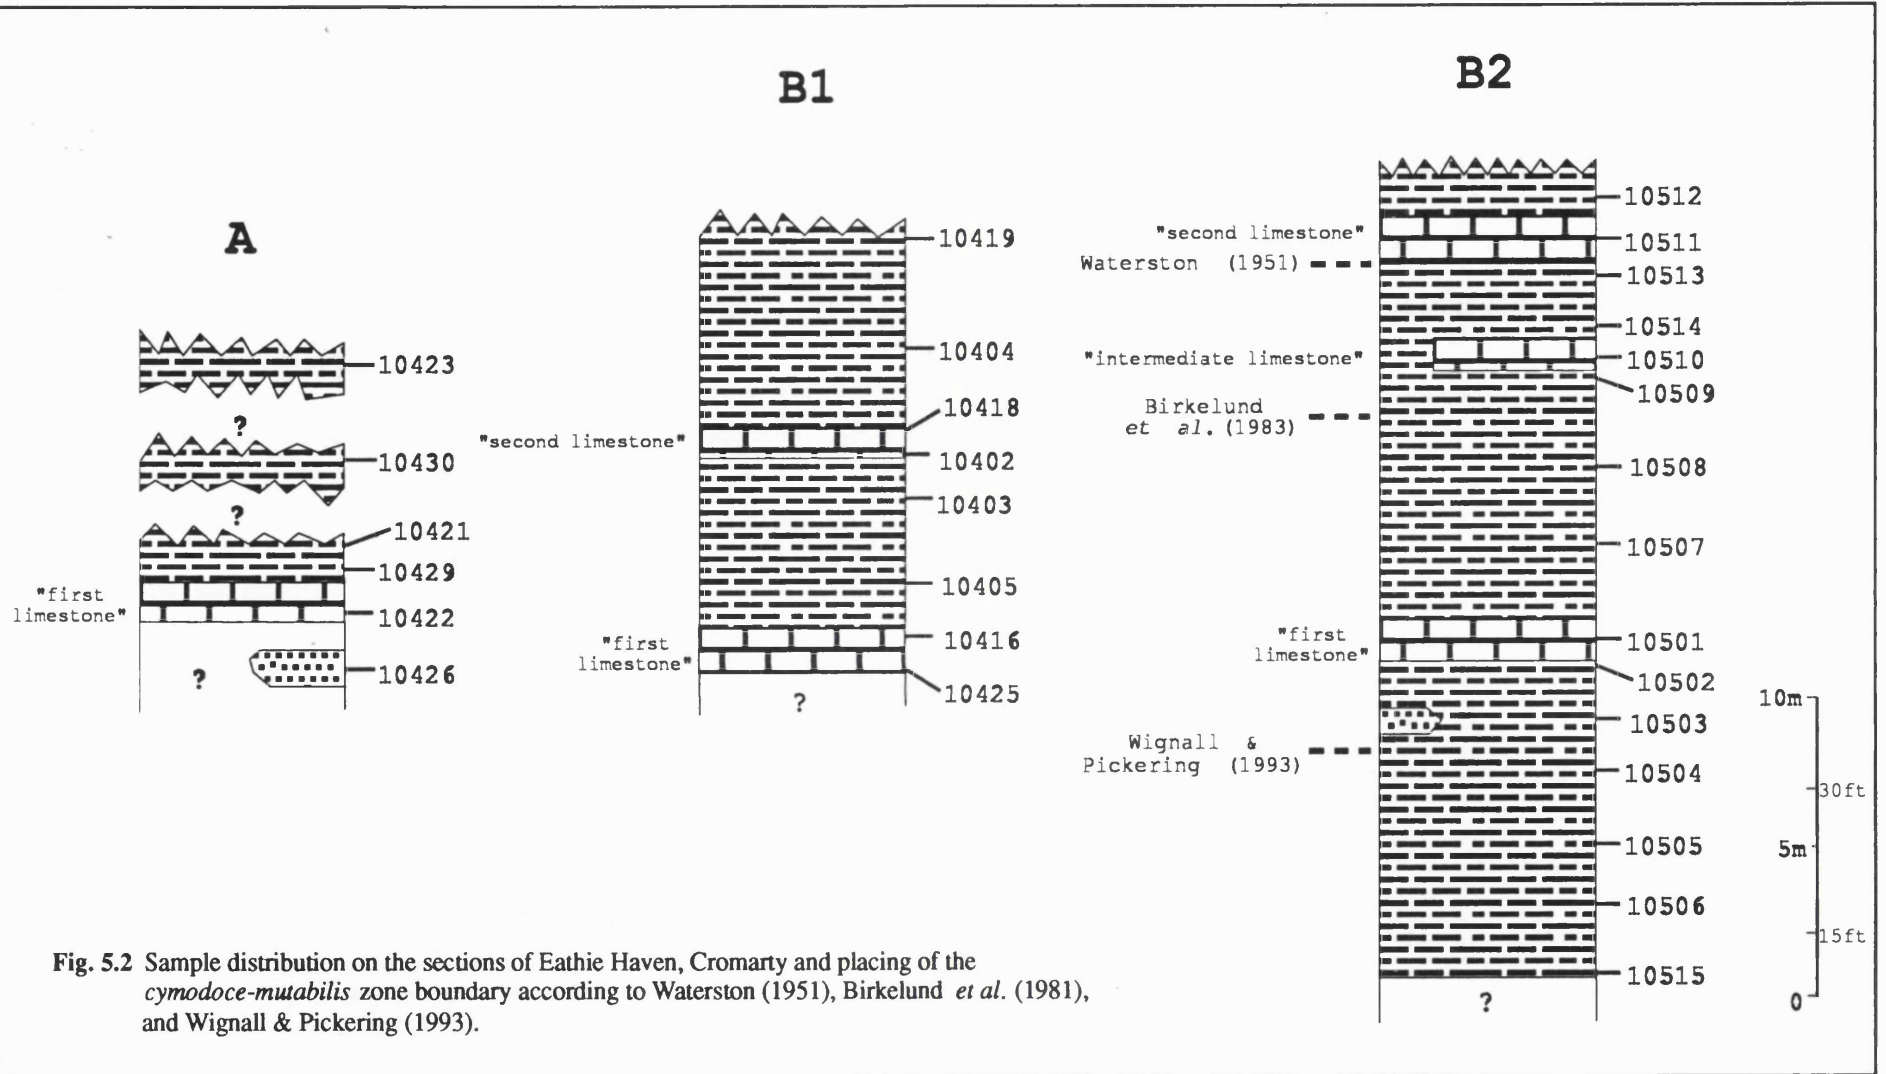 A
10423
?
10430
?
10421
10429
"first
limestone"
10422
?
10426
B1
10419
10404
10418
"second limestone"
10402
10403
10405
"first
limestone"
10416
10425
?
B2
10512
"second limestone"
10511
Waterston (1951)
10513
10514
"intermediate limestone"
10510
10509
Birkelund
et al. (1983)
10508
10507
"first
limestone"
10501
10502
10503
Wignall &
Pickering (1993)
10504
10505
10506
10515
?
10m
30ft
5m
15ft
0
Fig. 5.2 Sample distribution on the sections of Eathie Haven, Cromarty and placing of the
cymodoce-mutabilis zone boundary according to Waterston (1951), Birkelund et al. (1981),
and Wignall & Pickering (1993).